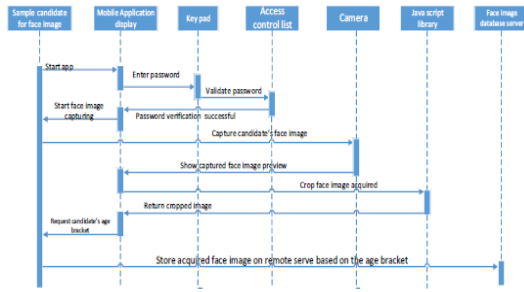 Sample candidate
for face image
Mobile Application
display
Key pad
Access
control list
Camera
Java script
library
Face image
database server
Start app
Enter password
Validate password
Start face image
capturing
Password verification successful
Capture candidate's face image
Show captured face image preview
Crop face image acquired
Return cropped image
Request candidate's age
bracket
Store acquired face image on remote serve based on the age bracket